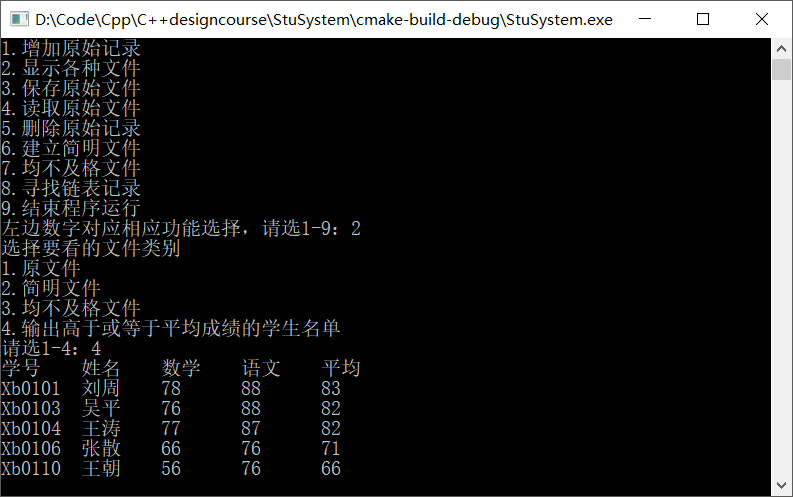 D:\Code\Cpp\C++designcourse\StuSystem\cmake-build-debug\StuSystem.exe
1.增加原始记录
2.显示各种文件
3.保存原始文件
4.读取原始文件
5.删除原始记录
6.建立简明文件
7.均不及格文件
8.寻找链表记录
9.结束程序运行
左边数字对应相应功能选择，请选1-9：2
选择要看的文件类别
1.原文件
2.简明文件
3.均不及格文件
4.输出高于或等于平均成绩的学生名单
请选1-4：4
学号 姓名 数学 语文 平均
Xb0101 刘周 78 88 83
Xb0103 吴平 76 88 82
Xb0104 王涛 77 87 82
Xb0106 张散 66 76 71
Xb0110 王朝 56 76 66